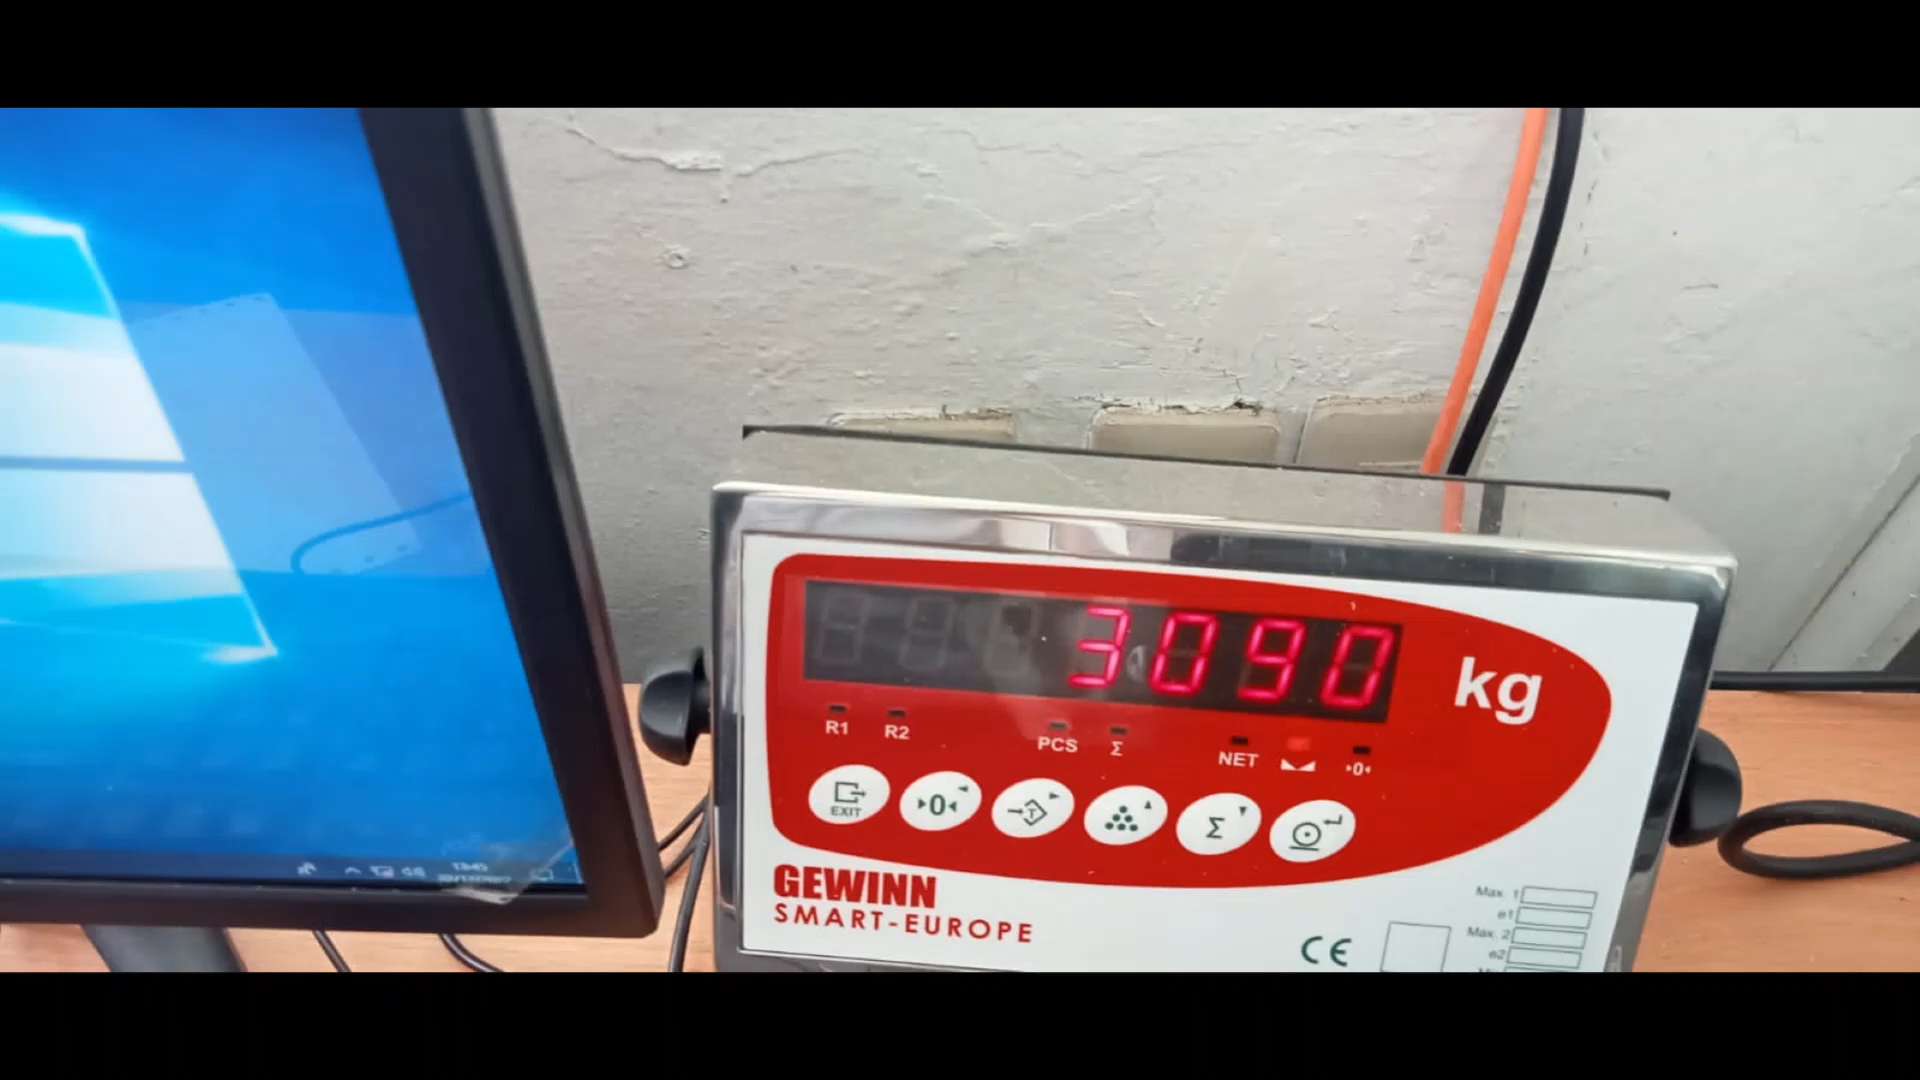 3090
kg
R1 R2 PCS Σ NET ▸0◂
EXIT ▸0◂ T Σ
GEWINN
SMART-EUROPE
CE
Max. 1
e1
Max. 2
e2